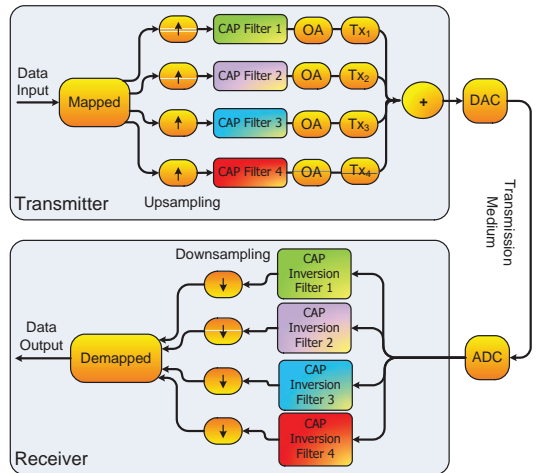 CAP Filter 1
OA
Tx1
Data
Input
Mapped
CAP Filter 2
OA
Tx2
+
DAC
CAP Filter 3
OA
Tx3
CAP Filter 4
OA
Tx4
Transmitter
Upsampling
Transmission
Medium
Downsampling
CAP
Inversion
Filter 1
CAP
Inversion
Filter 2
Data
Output
Demapped
ADC
CAP
Inversion
Filter 3
CAP
Inversion
Filter 4
Receiver